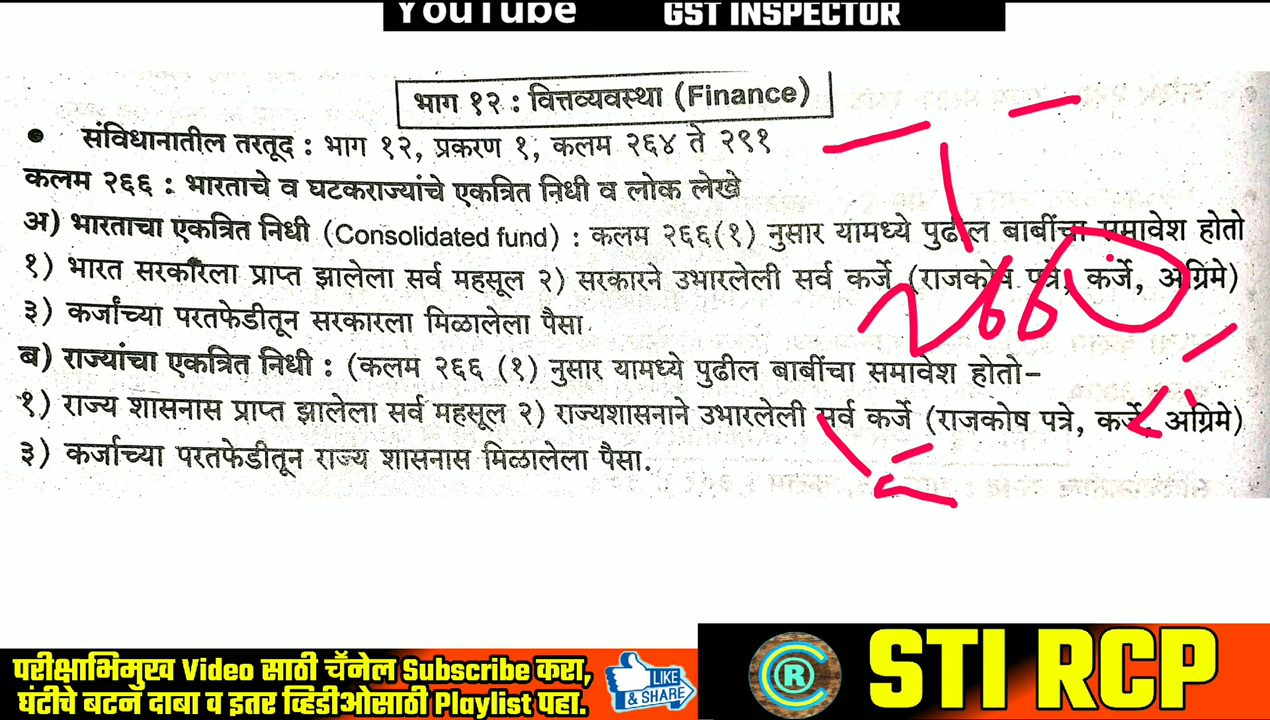 YouTube GST INSPECTOR
भाग १२ : वित्तव्यवस्था (Finance)
• संविधानातील तरतूद : भाग १२, प्रकरण १, कलम २६४ ते २९१
कलम २६६ : भारताचे व घटकराज्यांचे एकत्रित निधी व लोक लेखे
अ) भारताचा एकत्रित निधी (Consolidated fund) : कलम २६६(१) नुसार यामध्ये पुढील बाबींचा समावेश होतो
१) भारत सरकारला प्राप्त झालेला सर्व महसूल २) सरकारने उभारलेली सर्व कर्जे (राजकोष पत्रे, कर्जे, अग्रिमे)
३) कर्जांच्या परतफेडीतून सरकारला मिळालेला पैसा
266
ब) राज्यांचा एकत्रित निधी : (कलम २६६ (१) नुसार यामध्ये पुढील बाबींचा समावेश होतो–
१) राज्य शासनास प्राप्त झालेला सर्व महसूल २) राज्यशासनाने उभारलेली सर्व कर्जे (राजकोष पत्रे, कर्जे, अग्रिमे)
३) कर्जाच्या परतफेडीतून राज्य शासनास मिळालेला पैसा.
परीक्षाभिमुख Video साठी चॅनेल Subscribe करा,
घंटीचे बटन दाबा व इतर व्हिडीओसाठी Playlist पहा.
LIKE
& SHARE
R
STI RCP